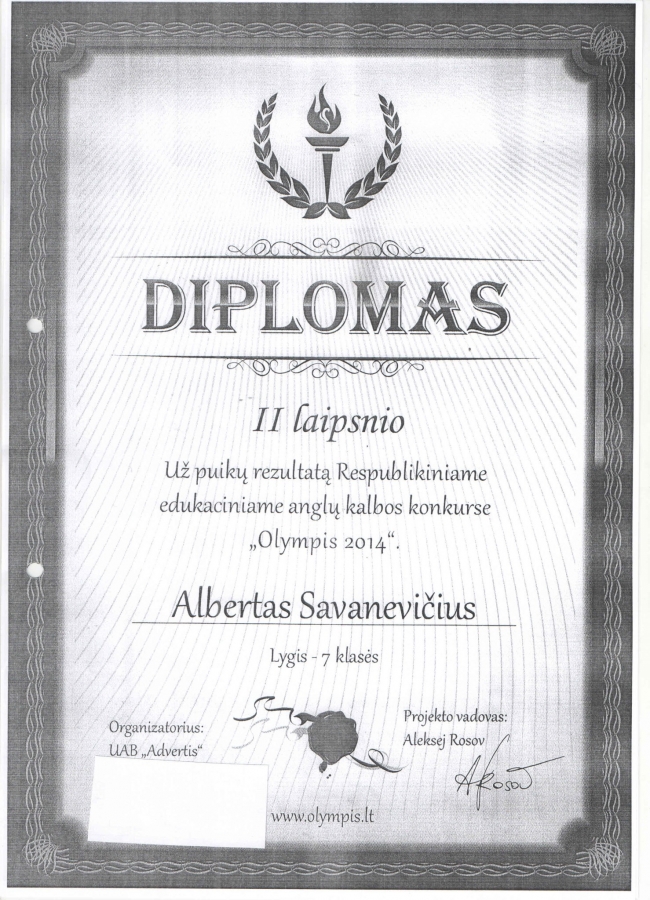 DIPLOMAS
II laipsnio
Už puikų rezultatą Respublikiniame
edukaciniame anglų kalbos konkurse
„Olympis 2014“.
Albertas Savanevičius
Lygis - 7 klasės
Organizatorius:
UAB „Advertis“
Projekto vadovas:
Aleksej Rosov
ARosov
www.olympis.lt